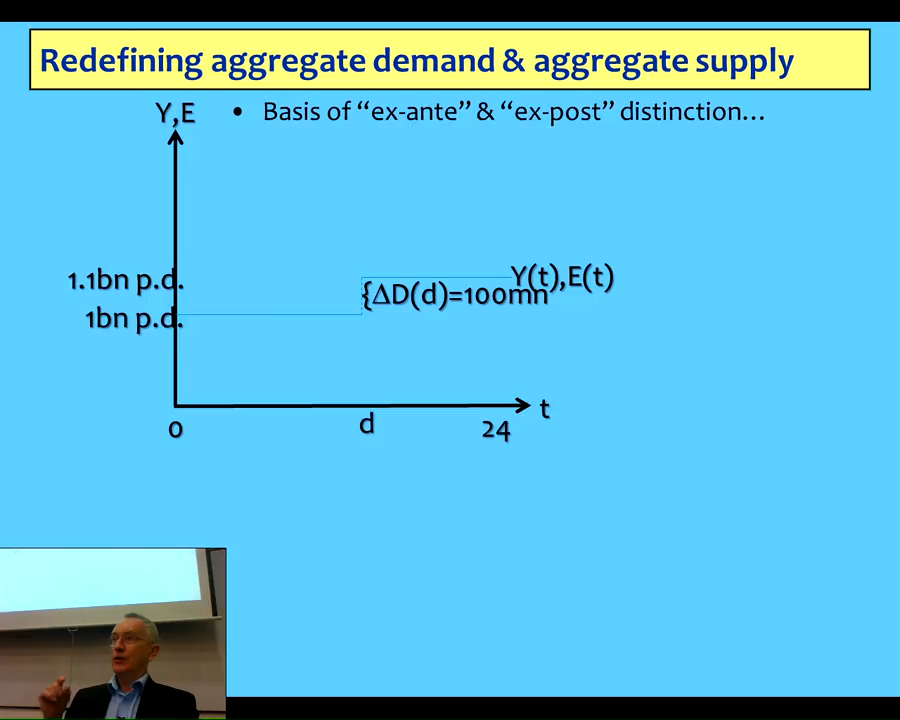 Redefining aggregate demand & aggregate supply
Y,E
• Basis of “ex-ante” & “ex-post” distinction…
1.1bn p.d.
Y(t),E(t)
{ΔD(d)=100mn
1bn p.d.
t
0
d
24